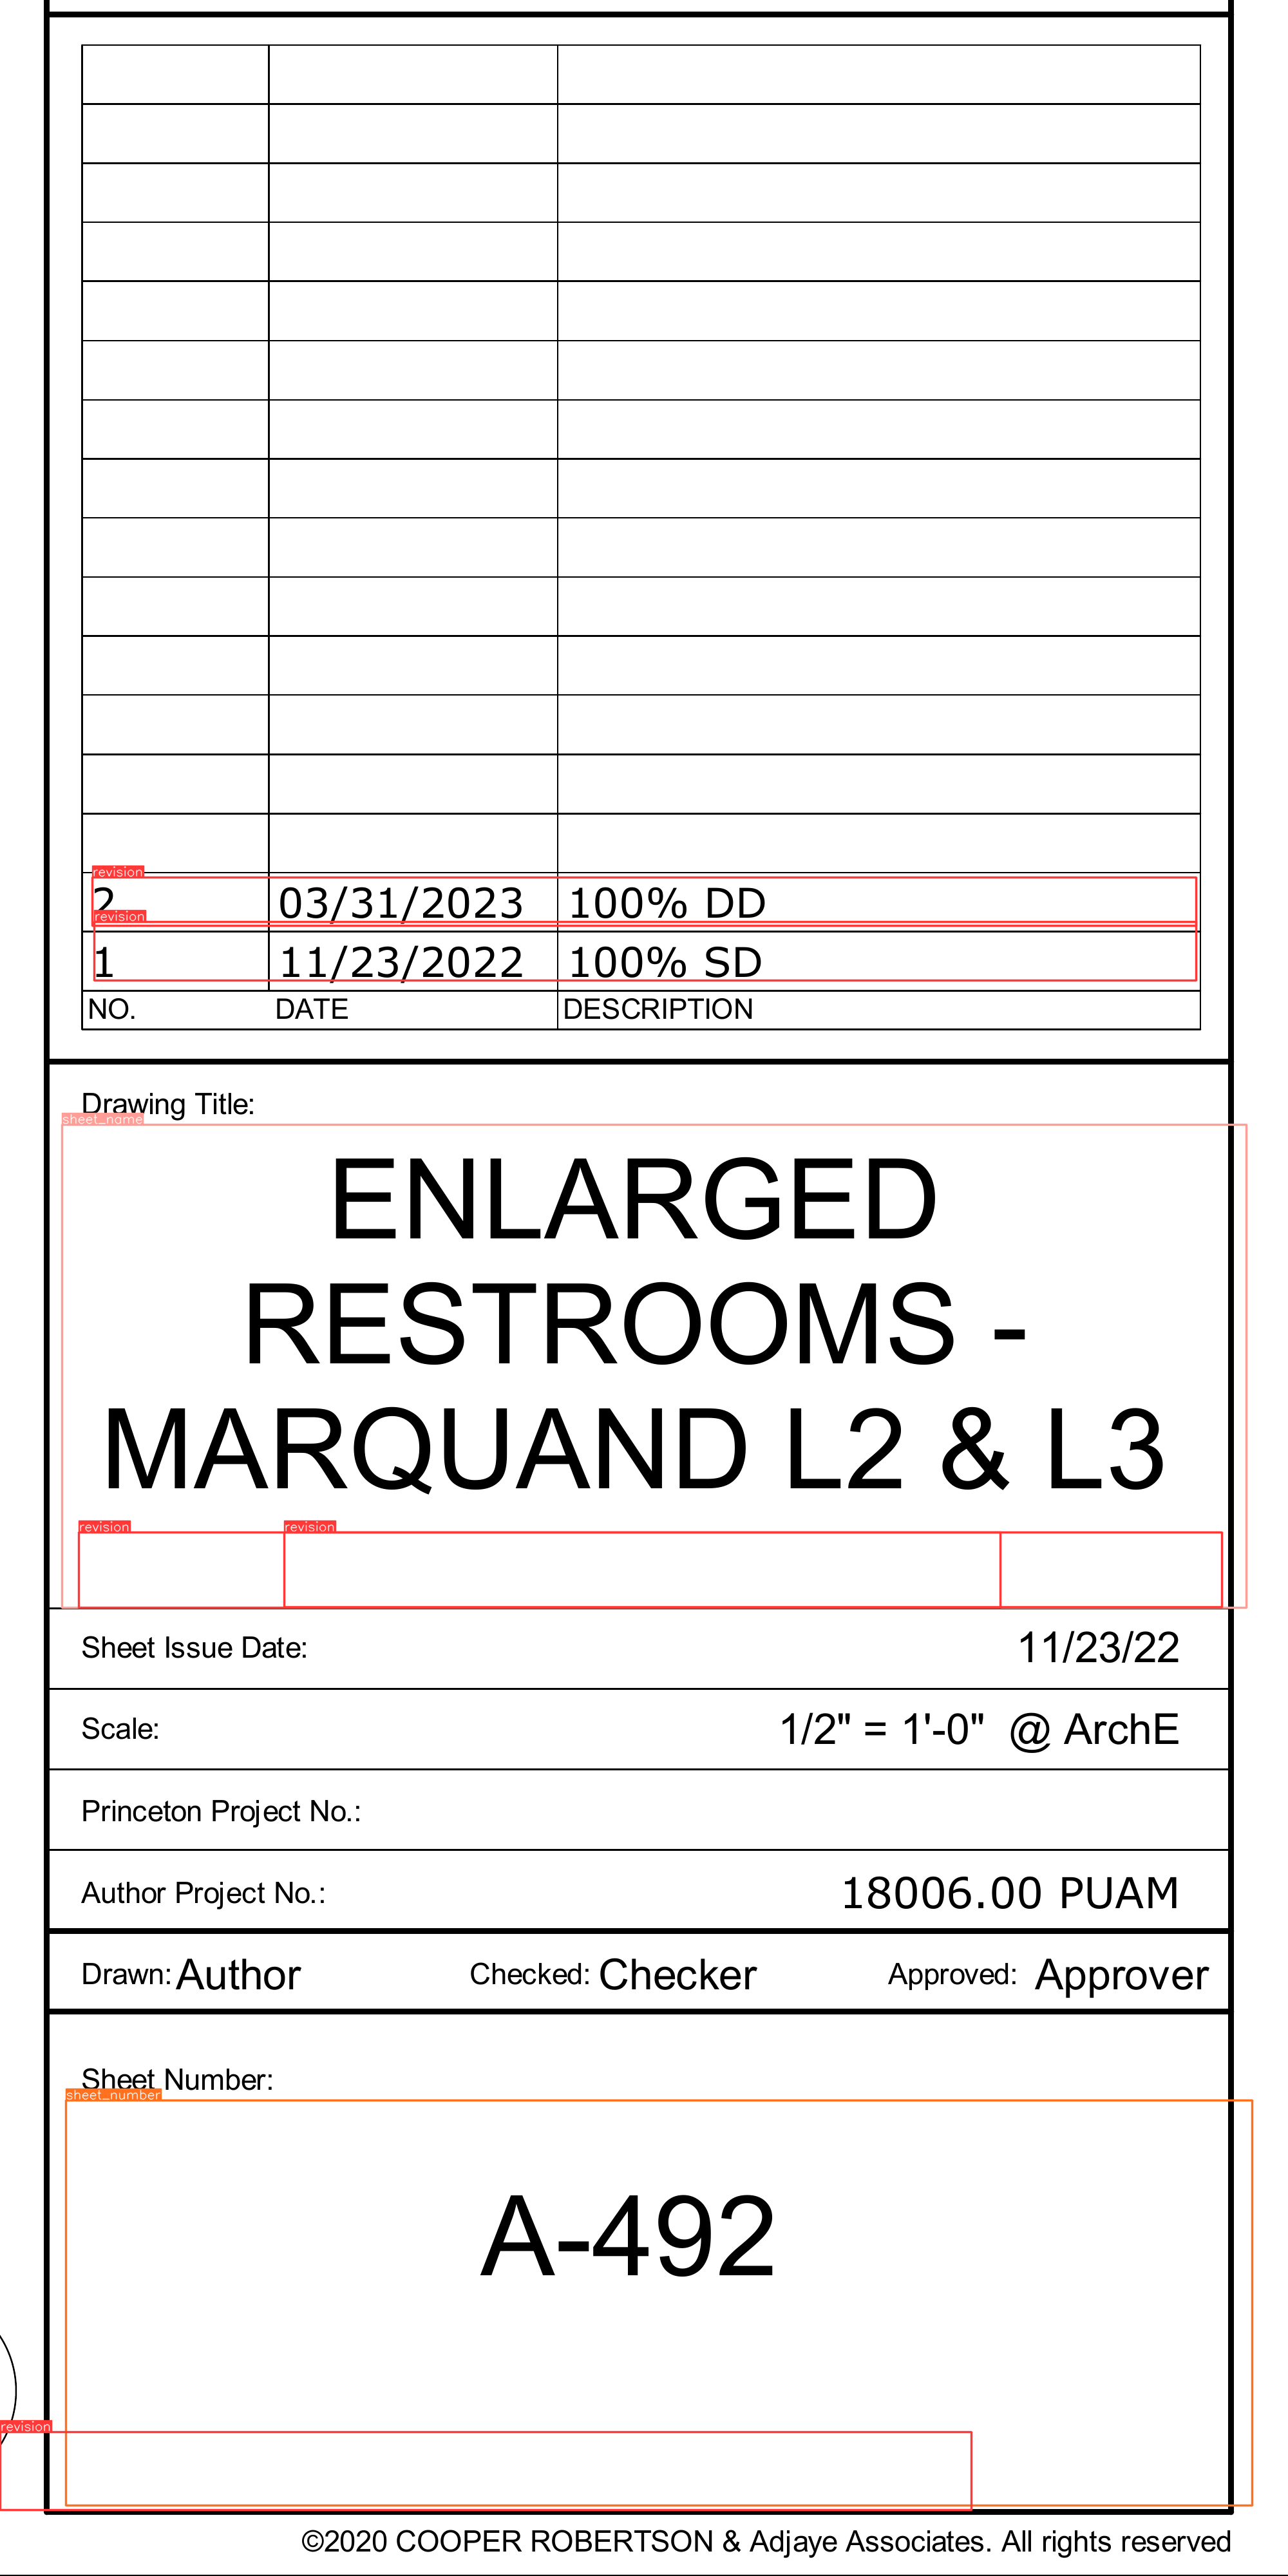 revision
2 03/31/2023 100% DD
revision
1 11/23/2022 100% SD
NO. DATE DESCRIPTION
Drawing Title:
sheet_name
ENLARGED
RESTROOMS -
MARQUAND L2 & L3
revision revision
Sheet Issue Date: 11/23/22
Scale: 1/2" = 1'-0" @ ArchE
Princeton Project No.:
Author Project No.: 18006.00 PUAM
Drawn: Author Checked: Checker Approved: Approver
Sheet Number:
sheet_number
A-492
revision
©2020 COOPER ROBERTSON & Adjaye Associates. All rights reserved